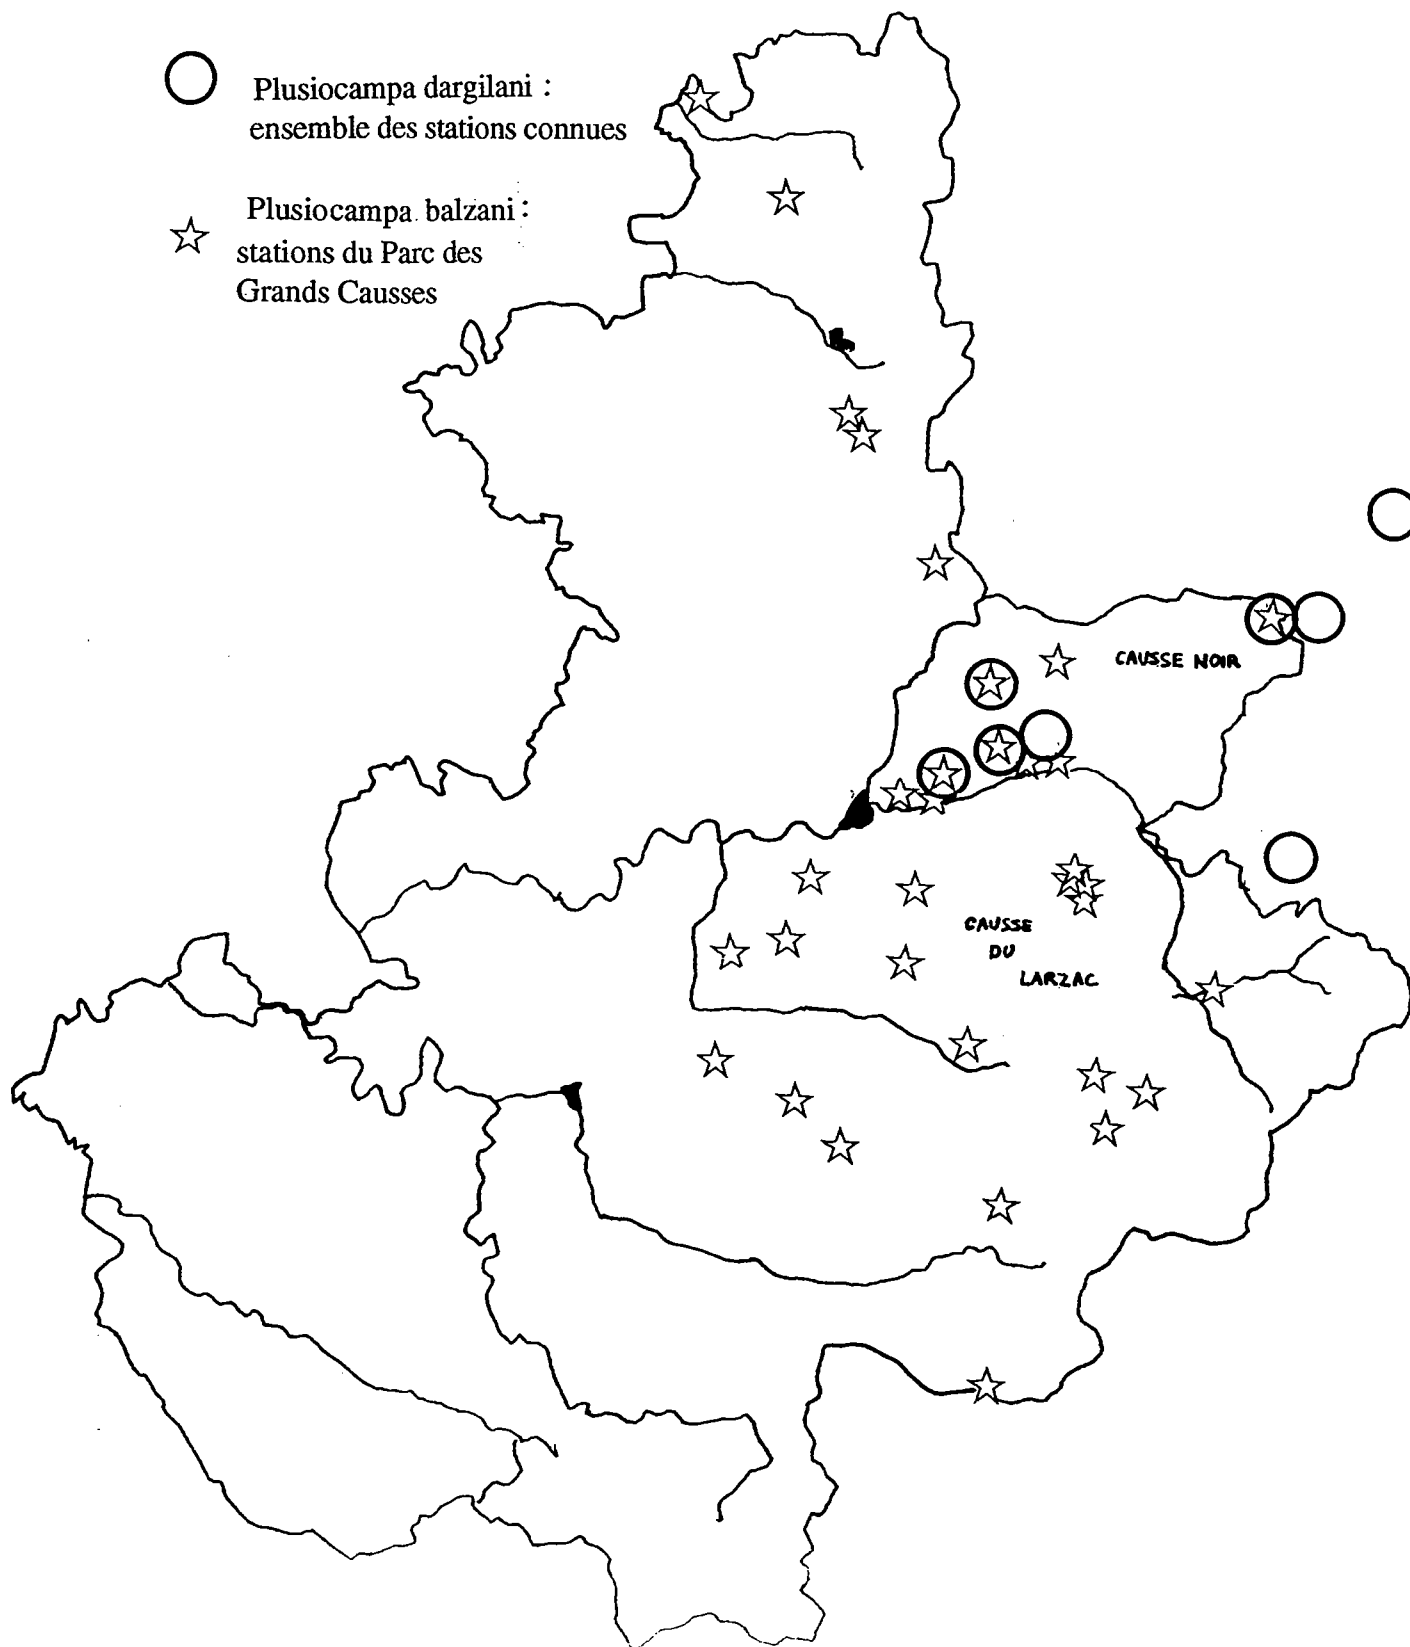 Plusiocampa dargilani :
ensemble des stations connues
Plusiocampa balzani :
stations du Parc des
Grands Causses
CAUSSE NOIR
CAUSSE
DU
LARZAC